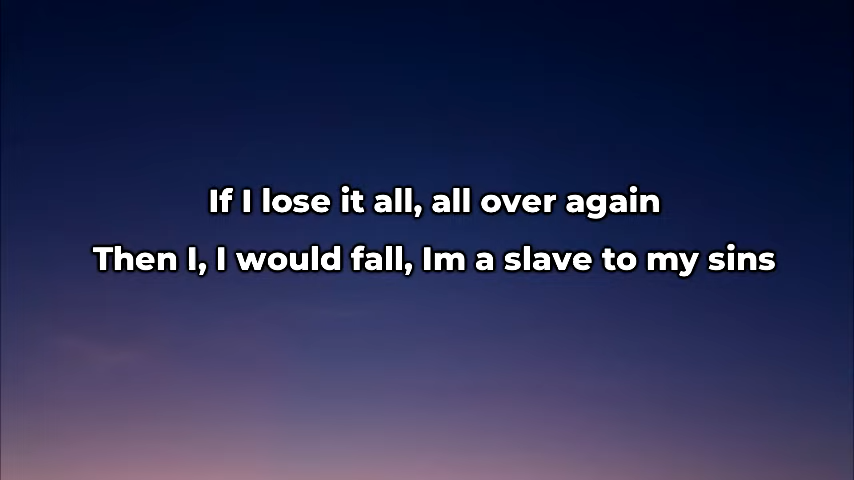 If I lose it all, all over again
Then I, I would fall, Im a slave to my sins